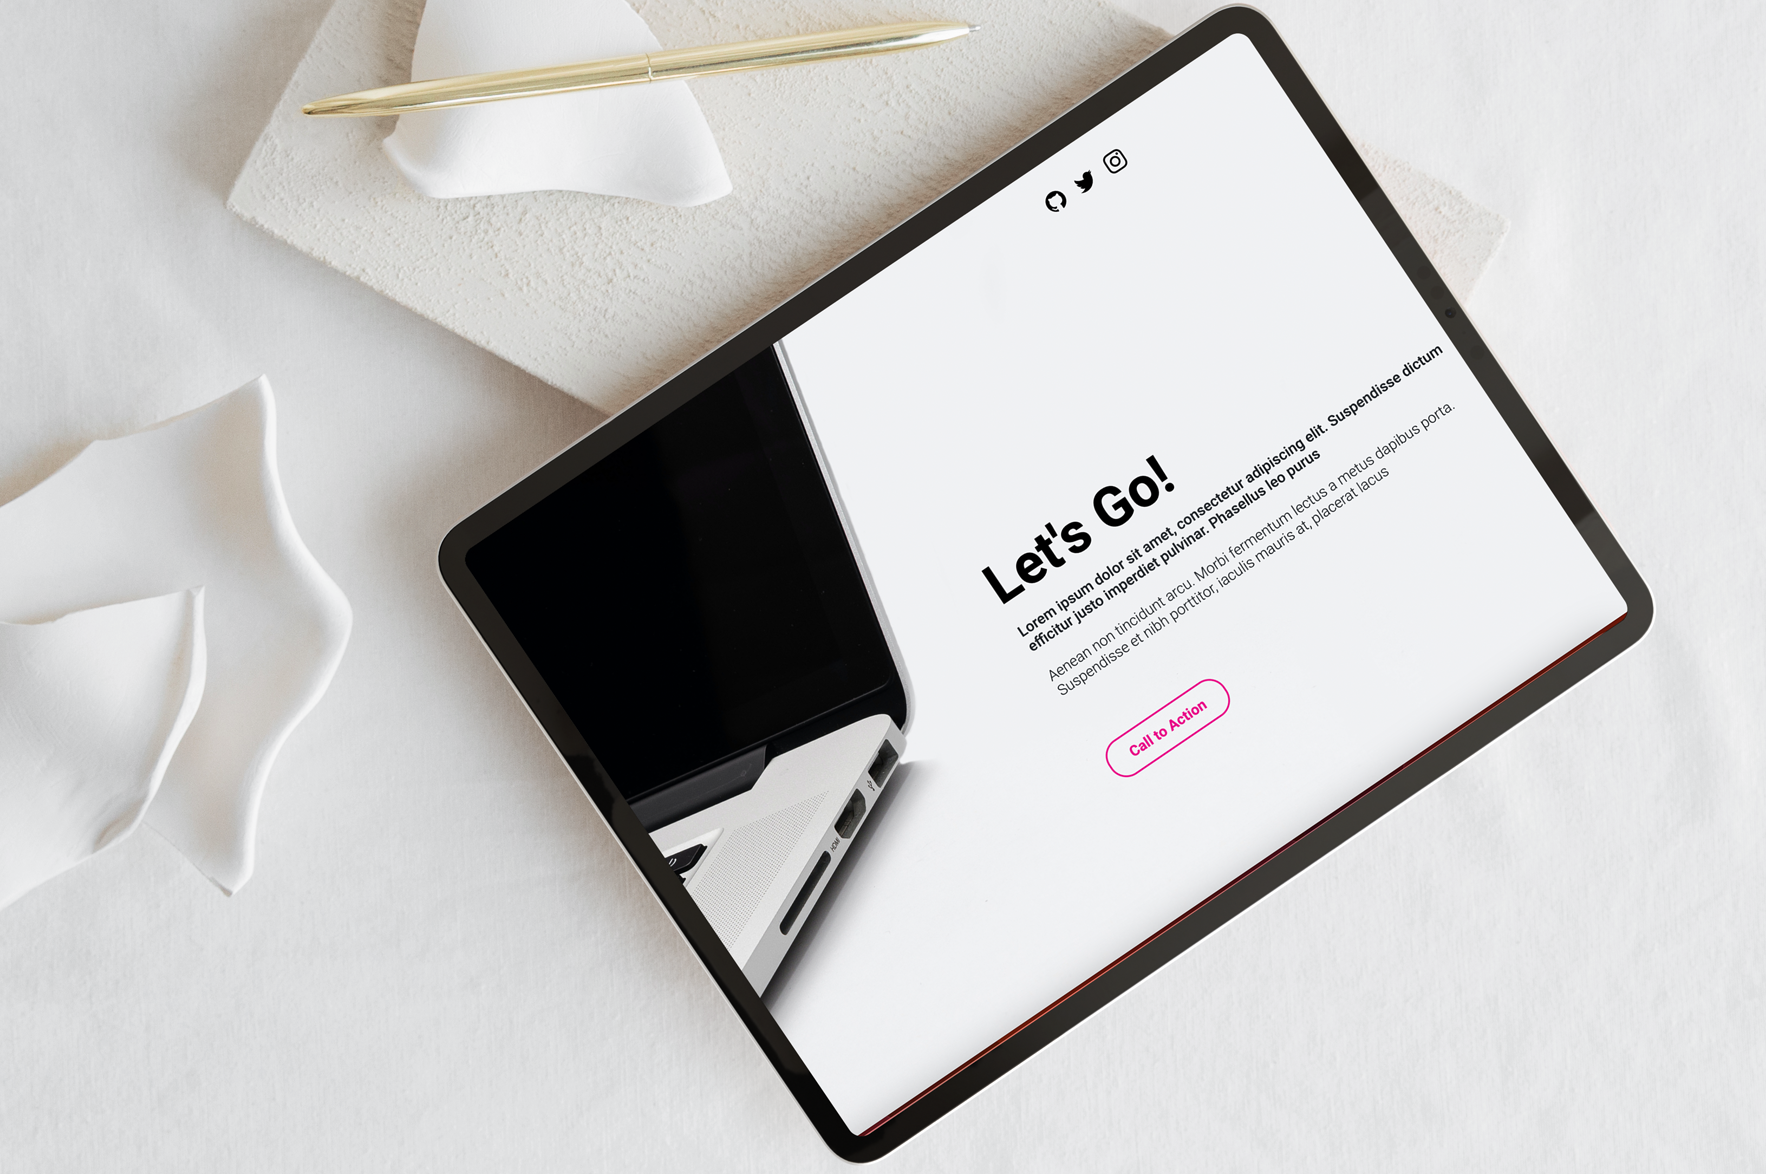 Let's Go!
Lorem ipsum dolor sit amet, consectetur adipiscing elit. Suspendisse dictum
efficitur justo imperdiet pulvinar. Phasellus leo purus
Aenean non tincidunt arcu. Morbi fermentum lectus a metus dapibus porta.
Suspendisse et nibh porttitor, iaculis mauris at, placerat lacus
Call to Action
HDMI